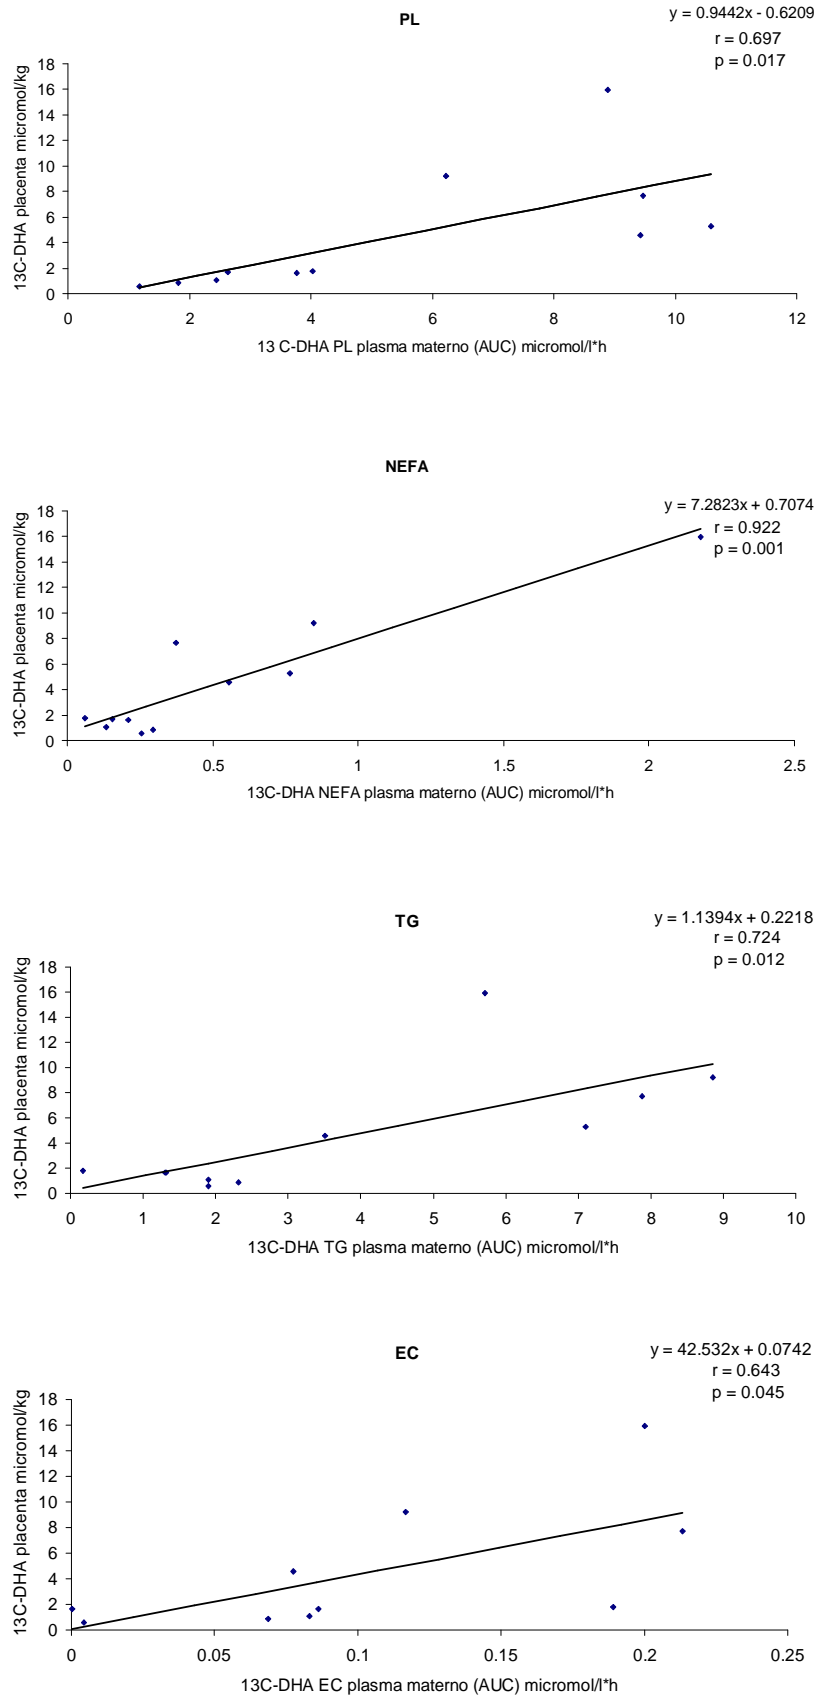 PL
y = 0.9442x - 0.6209
r = 0.697
p = 0.017
13C-DHA placenta micromol/kg
18
16
14
12
10
8
6
4
2
0
0 2 4 6 8 10 12
13 C-DHA PL plasma materno (AUC) micromol/l*h
NEFA
y = 7.2823x + 0.7074
r = 0.922
p = 0.001
13C-DHA placenta micromol/kg
18
16
14
12
10
8
6
4
2
0
0 0.5 1 1.5 2 2.5
13C-DHA NEFA plasma materno (AUC) micromol/l*h
TG
y = 1.1394x + 0.2218
r = 0.724
p = 0.012
13C-DHA placenta micromol/kg
18
16
14
12
10
8
6
4
2
0
0 1 2 3 4 5 6 7 8 9 10
13C-DHA TG plasma materno (AUC) micromol/l*h
EC
y = 42.532x + 0.0742
r = 0.643
p = 0.045
13C-DHA placenta micromol/kg
18
16
14
12
10
8
6
4
2
0
0 0.05 0.1 0.15 0.2 0.25
13C-DHA EC plasma materno (AUC) micromol/l*h